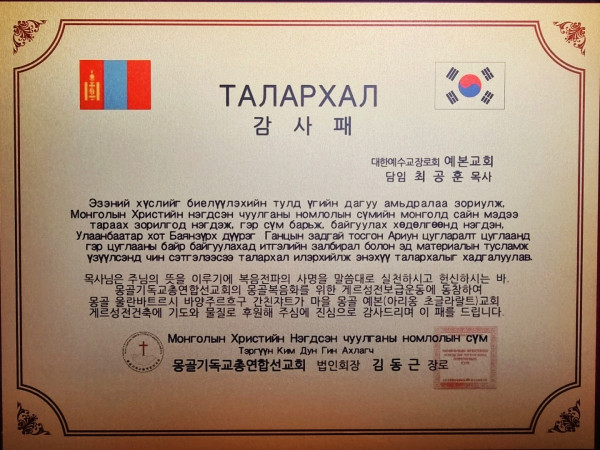 ТАЛАРХАЛ
감 사 패
대한예수교장로회 예본교회
담임 최 공 훈 목사
Эзэний хүслийг биелүүлэхийн тулд үгийн дагуу амьдралаа зориулж,
Монголын Христийн нэгдсэн чуулганы номлолын сүмийн монголд сайн мэдээ
тараах зорилгод нэгдэж, гэр сүм барьж, байгуулах хөдөлгөөнд нэгдэн,
Улаанбаатар хот Баянзүрх дүүрэг Ганцын задгай тосгон Ариун цугларалт цуглаанд
гэр цуглааны байр байгуулахад итгэлийн залбирал болон эд материалын тусламж
үзүүлсэнд чин сэтгэлээсээ талархал илэрхийлж энэхүү талархалыг хадгалуулав.
목사님은 주님의 뜻을 이루기에 복음전파의 사명을 말씀대로 실천하시고 헌신하시는 바.
몽골기독교총연합선교회의 몽골복음화를 위한 게르성전보급운동에 동참하여
몽골 울란바트르시 바양주르흐구 간친쟈트가 마을 몽골 예본(아리옹 초글라랄트)교회
게르성전건축에 기도와 물질로 후원해 주심에 진심으로 감사드리며 이 패를 드립니다.
Монголын Христийн Нэгдсэн чуулганы номлолын сүм
Тэргүүн Ким Дун Гин Ахлагч
몽골기독교총연합선교회 법인회장 김 동 근 장로